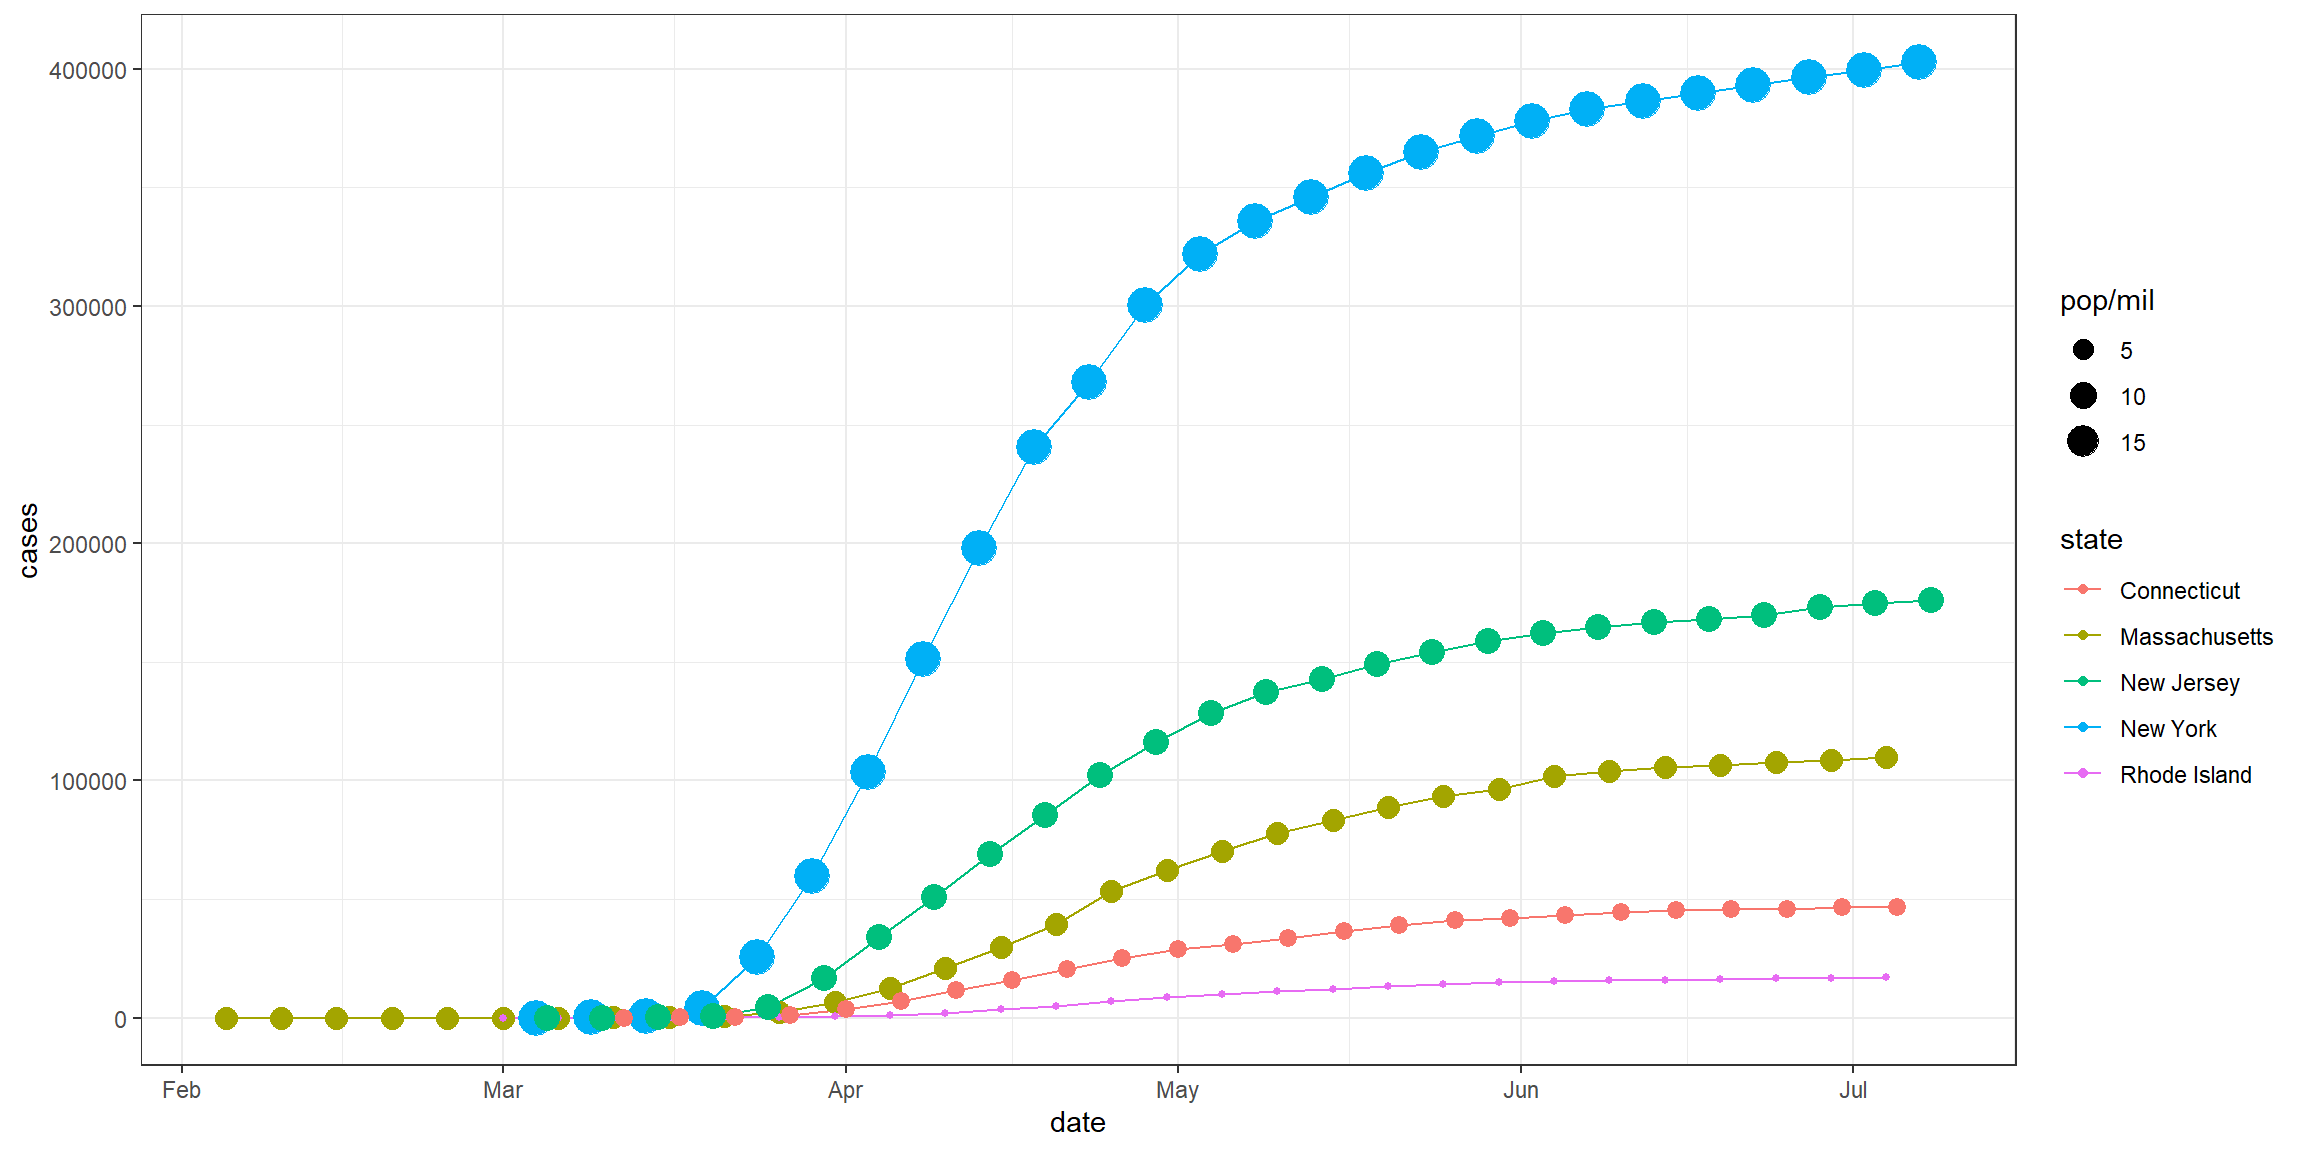 400000
300000
200000
100000
0
cases
Feb Mar Apr May Jun Jul
date
pop/mil
5
10
15
state
Connecticut
Massachusetts
New Jersey
New York
Rhode Island